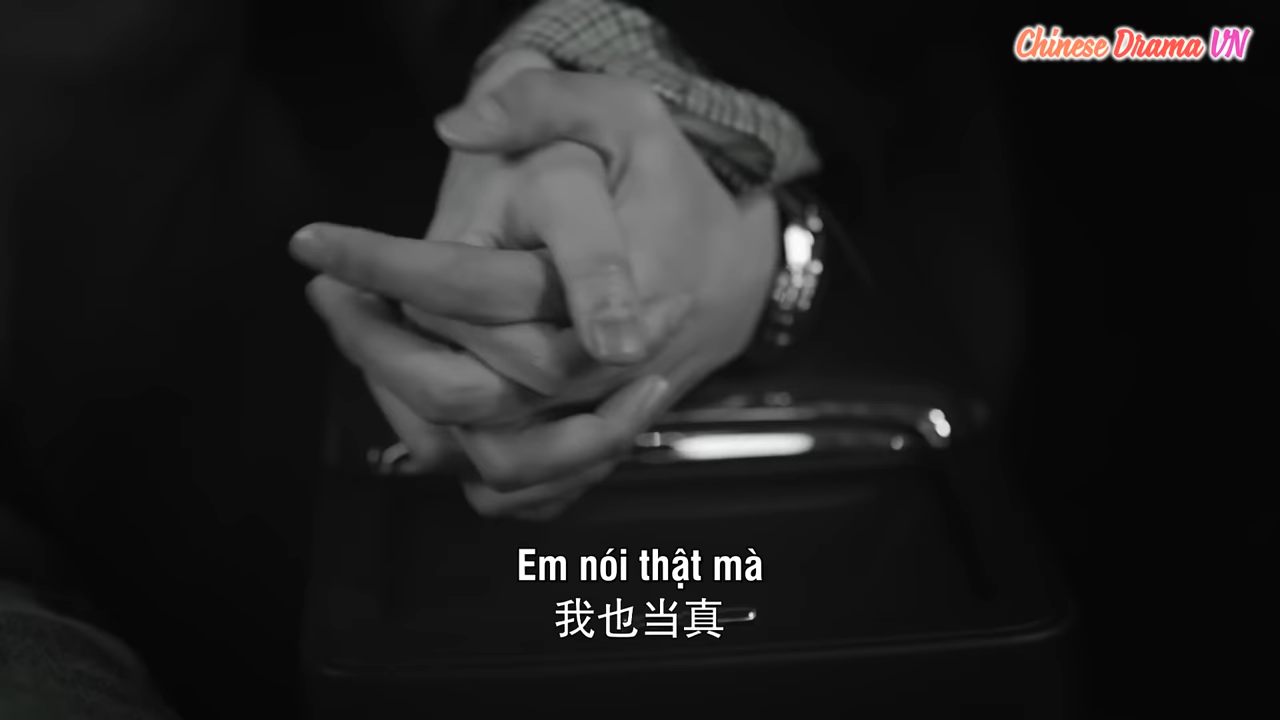 Chinese Drama VN
Em nói thật mà
我也当真